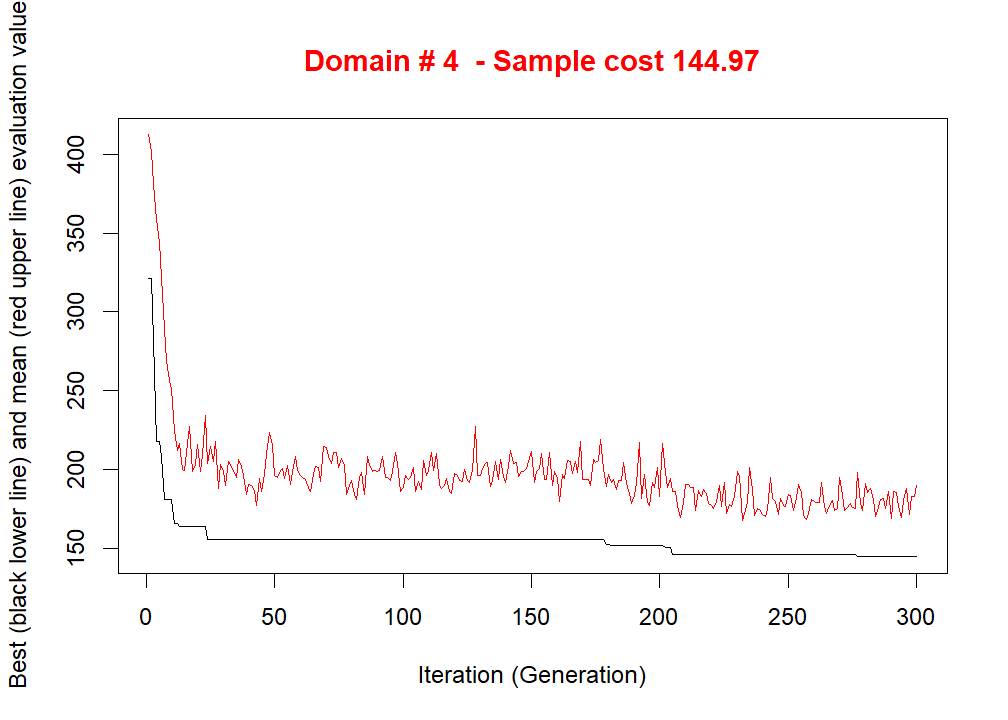 Domain # 4  - Sample cost 144.97
Best (black lower line) and mean (red upper line) evaluation value
400
350
300
250
200
150
0 50 100 150 200 250 300
Iteration (Generation)